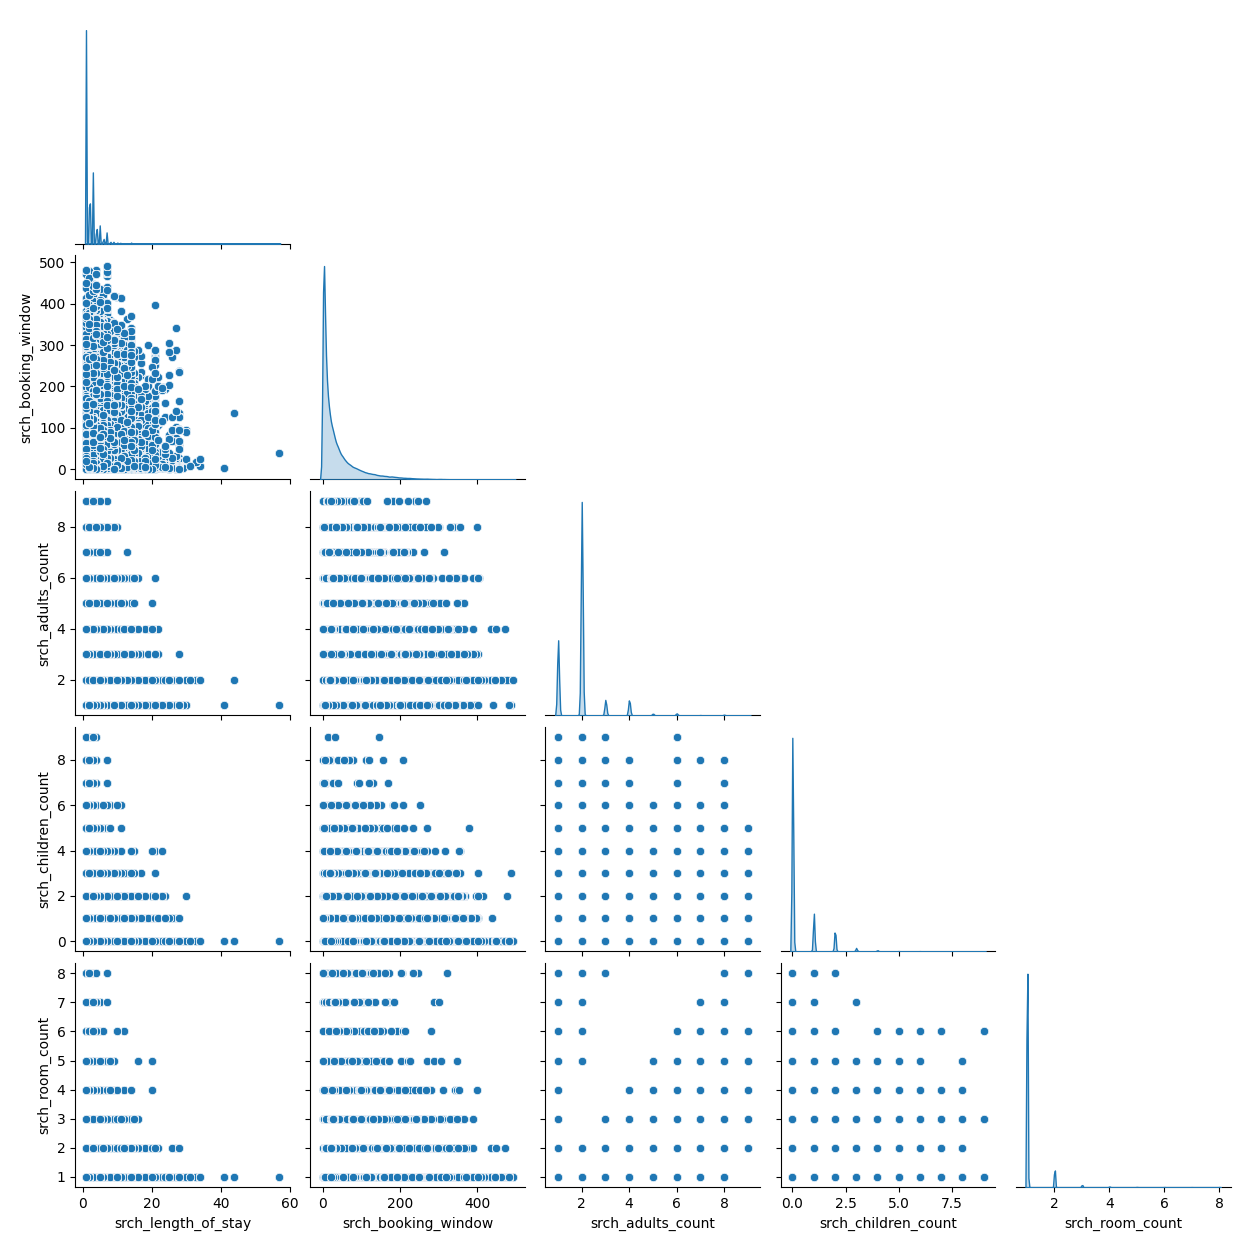 500
400
300
200
100
0
srch_booking_window
8
6
4
2
srch_adults_count
8
6
4
2
0
srch_children_count
8
7
6
5
4
3
2
1
srch_room_count
0 20 40 60
0 200 400
2 4 6 8
0.0 2.5 5.0 7.5
2 4 6 8
srch_length_of_stay
srch_booking_window
srch_adults_count
srch_children_count
srch_room_count